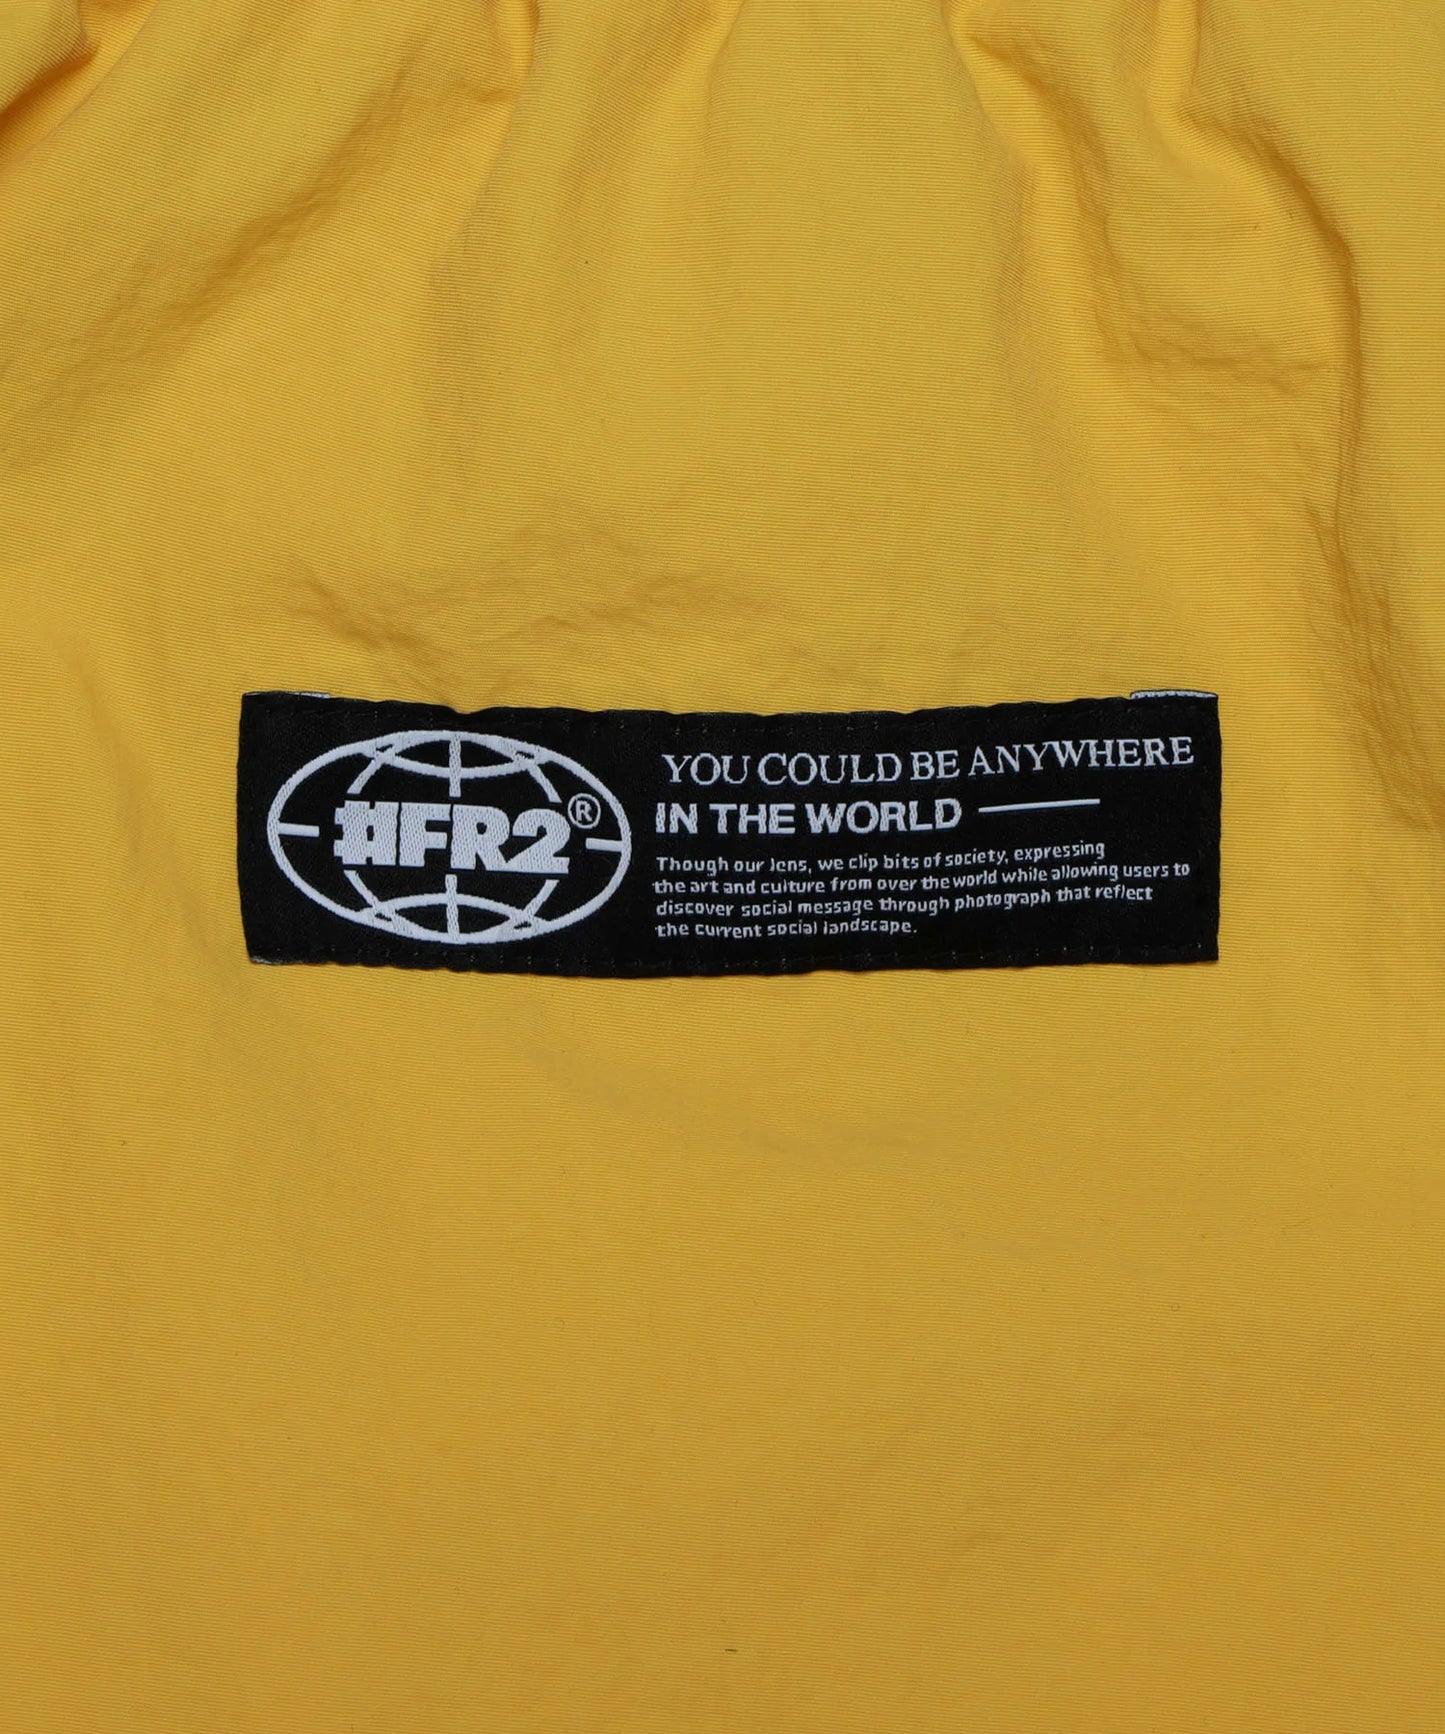 #FR2®
YOU COULD BE ANYWHERE
IN THE WORLD
Though our lens, we clip bits of society, expressing
the art and culture from over the world while allowing users to
discover social message through photograph that reflect
the current social landscape.